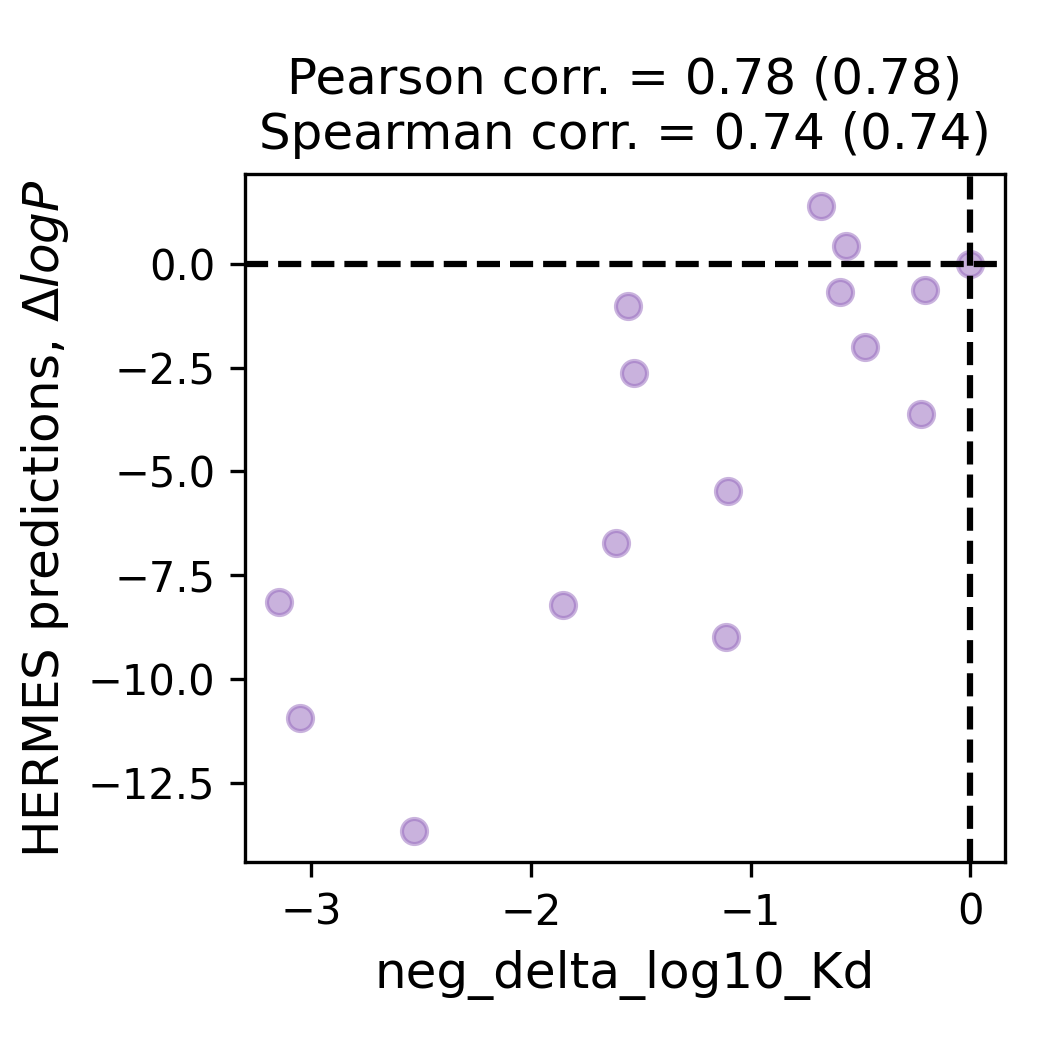 Pearson corr. = 0.78 (0.78)
Spearman corr. = 0.74 (0.74)
HERMES predictions, ΔlogP
0.0
−2.5
−5.0
−7.5
−10.0
−12.5
−3
−2
−1
0
neg_delta_log10_Kd